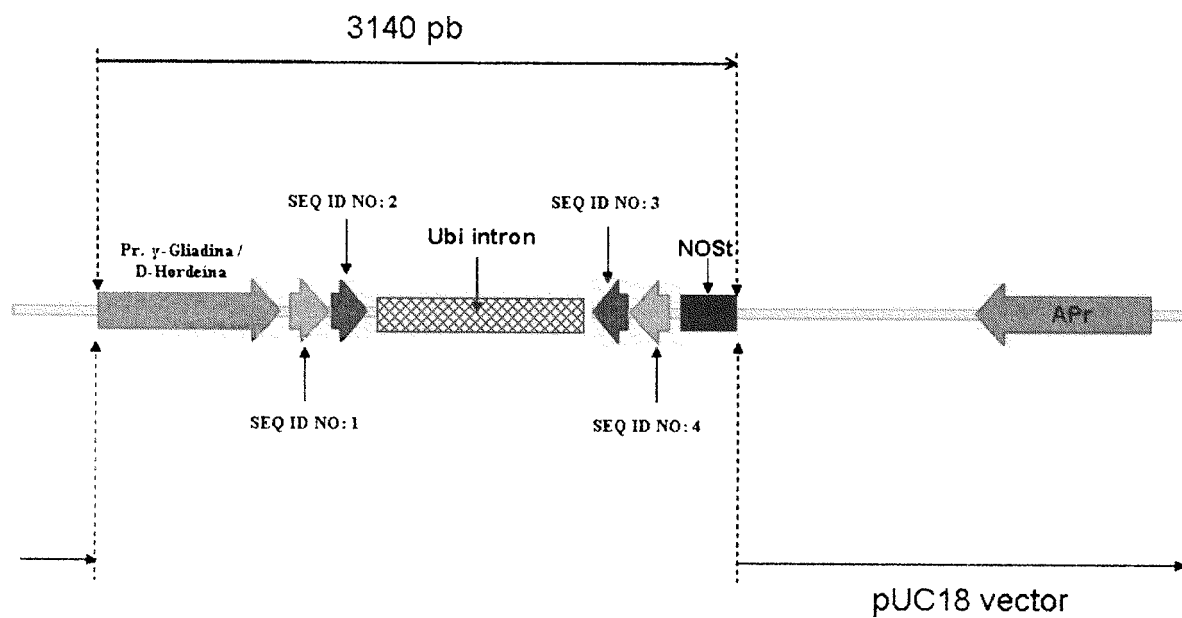 3140 pb
SEQ ID NO: 2
SEQ ID NO: 3
Ubi intron
NOSt
Pr. γ-Gliadina /
D-Hordeina
APr
SEQ ID NO: 1
SEQ ID NO: 4
pUC18 vector